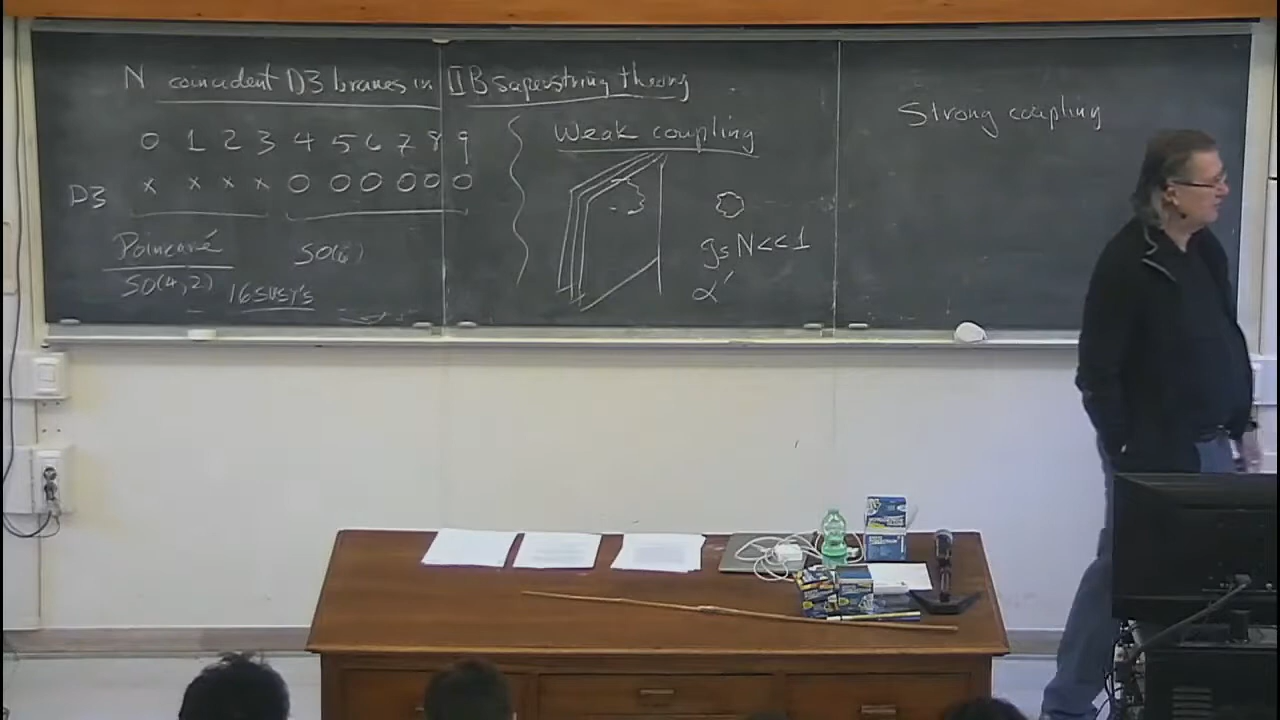 N coincident D3 branes in IIB superstring theory
0 1 2 3 4 5 6 7 8 9
D3 x x x x 0 0 0 0 0 0
Poincaré SO(6)
SO(4,2) 16 SUSY's
Weak coupling
gs N<<1
α'
Strong coupling